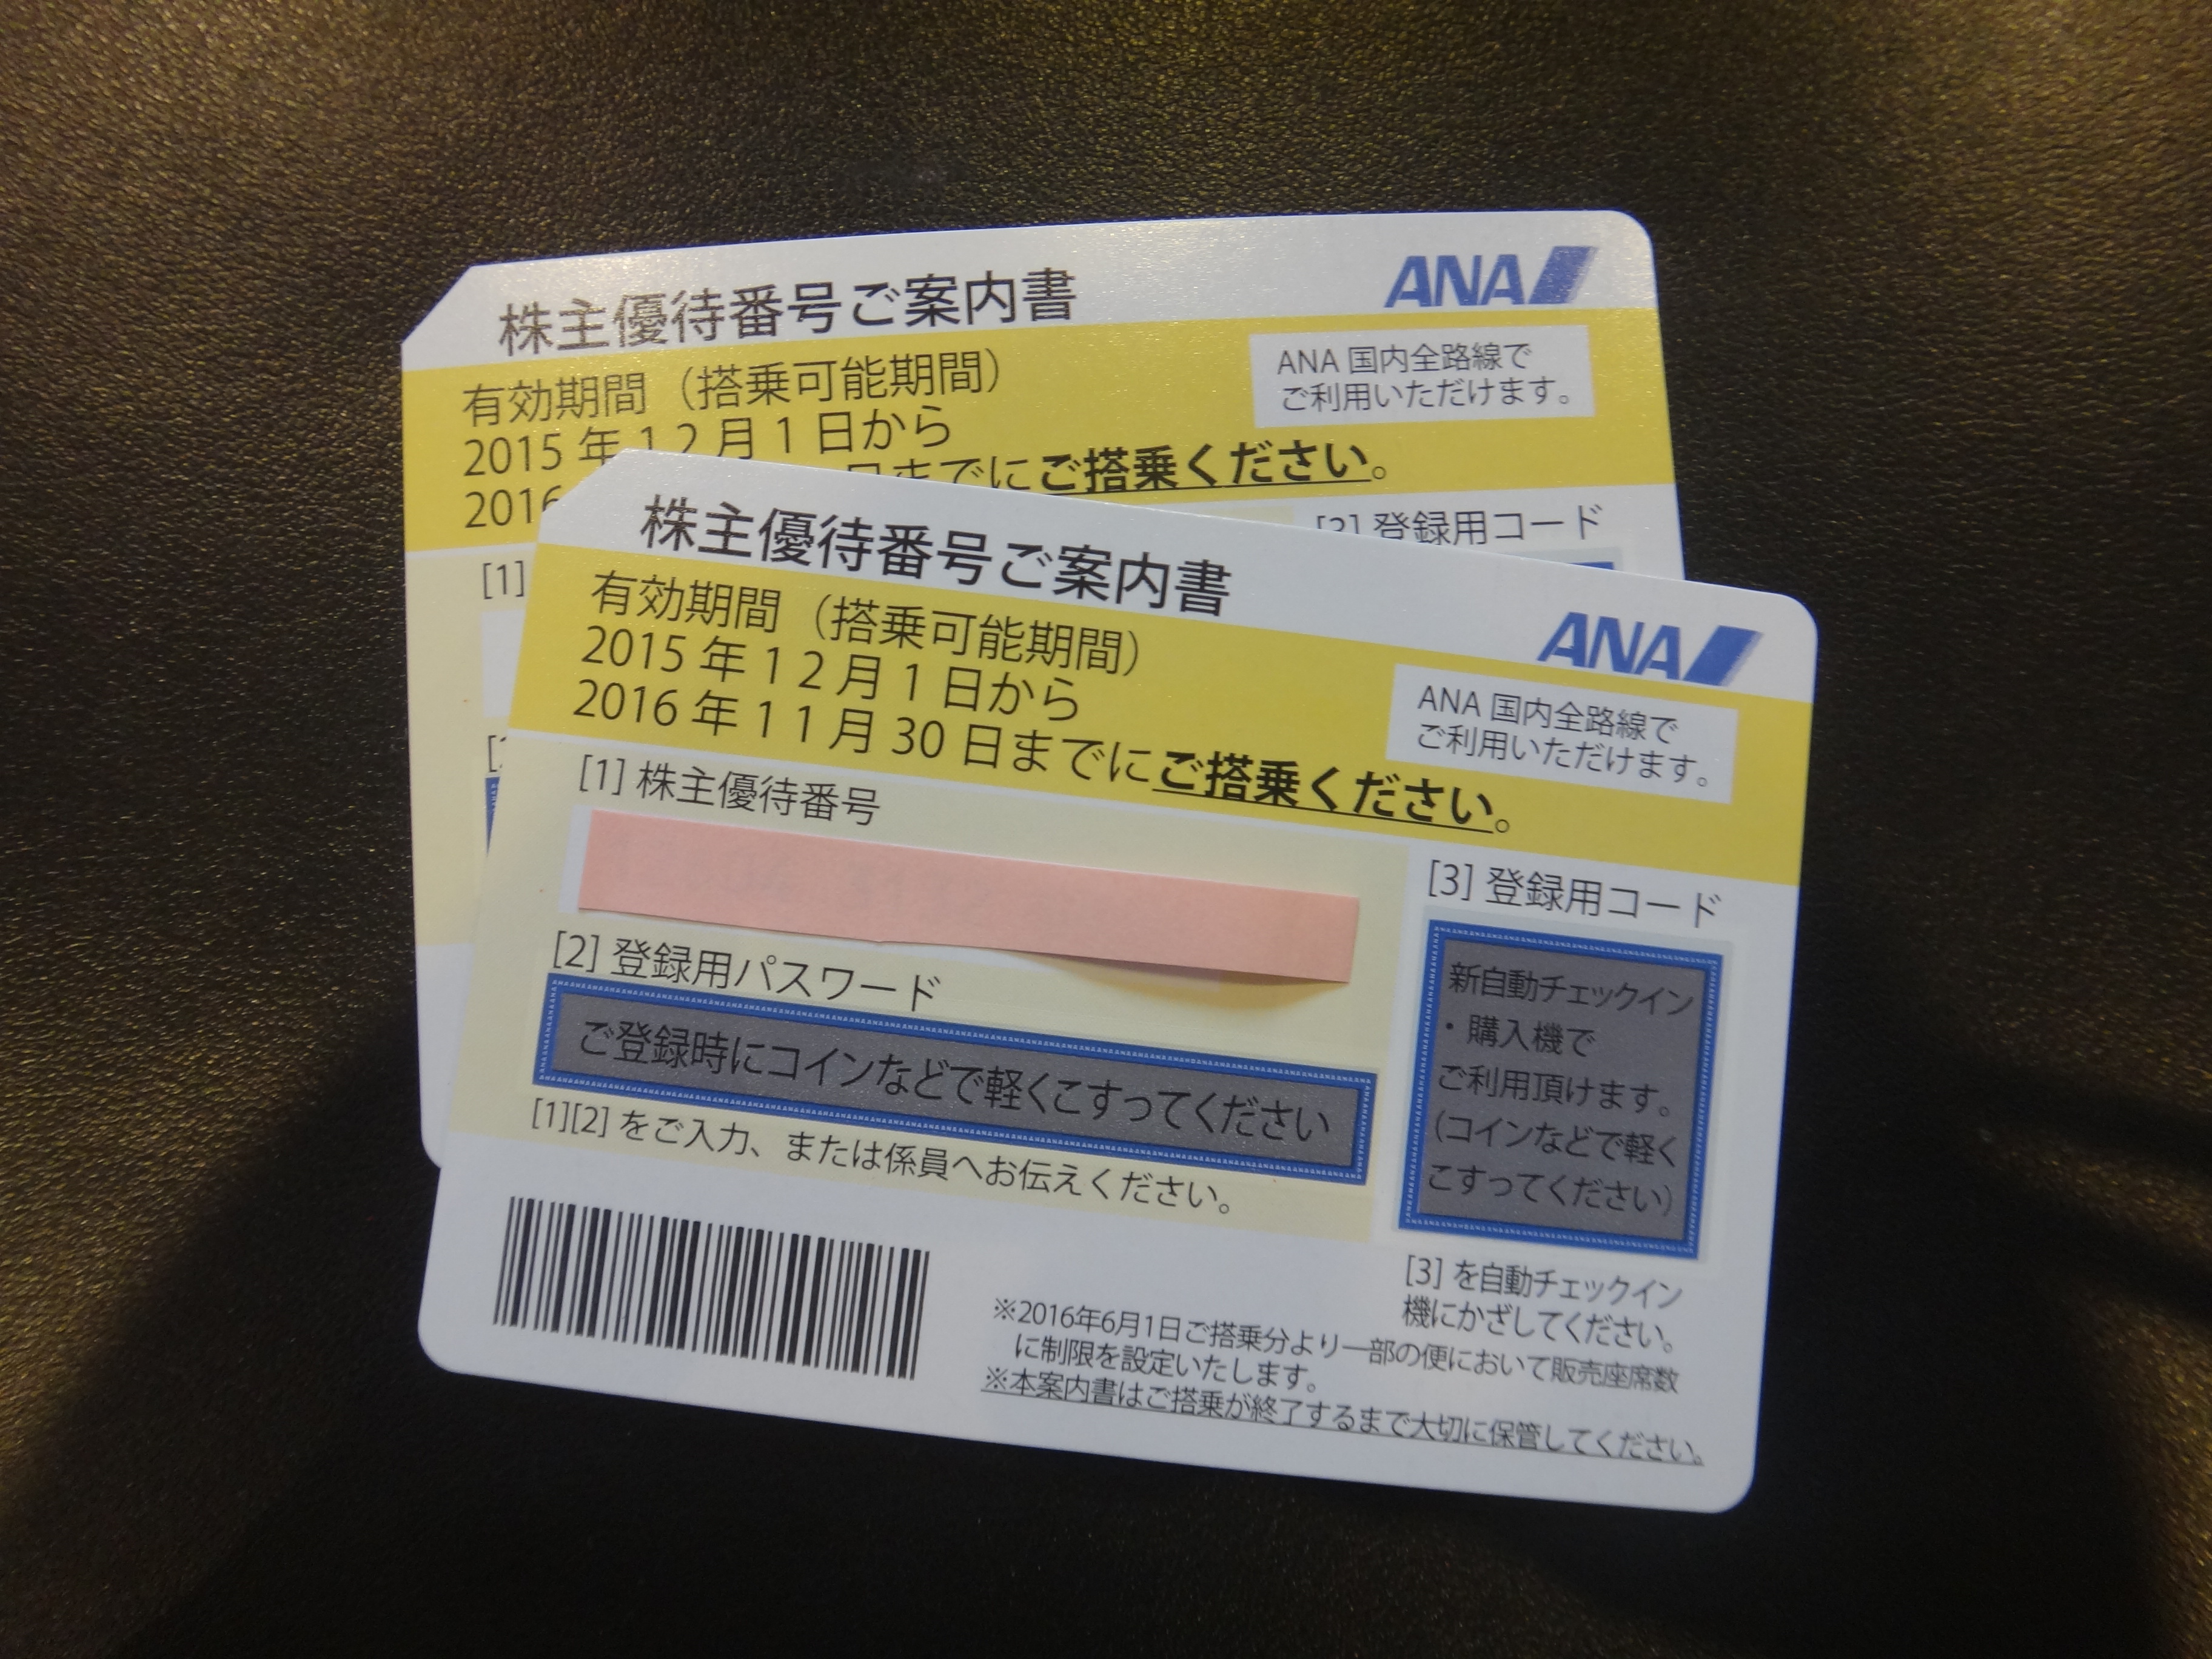 株主優待番号ご案内書
ANA
有効期間（搭乗可能期間）
2015 年 1 2 月 1 日から
2016
日までにご搭乗ください。
ANA 国内全路線で
ご利用いただけます。
[1]
[3] 登録用コード
株主優待番号ご案内書
ANA
有効期間（搭乗可能期間）
2015 年 1 2 月 1 日から
2016 年 1 1 月 30 日までにご搭乗ください。
ANA 国内全路線で
ご利用いただけます。
[1] 株主優待番号
[2] 登録用パスワード
ご登録時にコインなどで軽くこすってください
[1][2] をご入力、または係員へお伝えください。
[3] 登録用コード
新自動チェックイン
・購入機で
ご利用頂けます。
（コインなどで軽く
こすってください）
[3] を自動チェックイン
機にかざしてください。
※2016年6月1日ご搭乗分より一部の便において販売座席数
に制限を設定いたします。
※本案内書はご搭乗が終了するまで大切に保管してください。